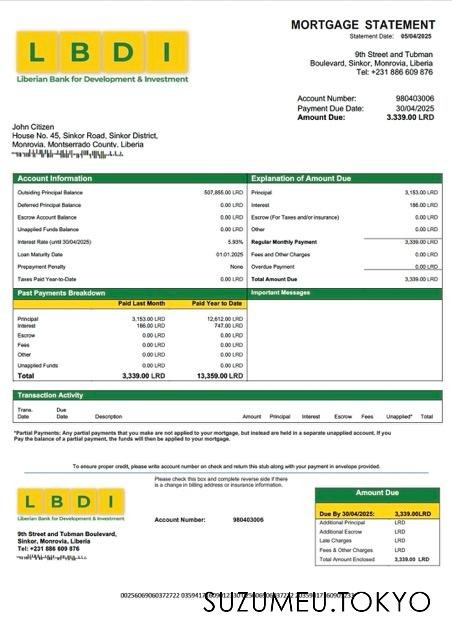 MORTGAGE STATEMENT
Statement Date: 05/04/2025
L B D I
Liberian Bank for Development & Investment
9th Street and Tubman
Boulevard, Sinkor, Monrovia, Liberia
Tel: +231 886 609 876
Account Number: 980403006
Payment Due Date: 30/04/2025
Amount Due: 3.339.00 LRD
John Citizen
House No. 45, Sinkor Road, Sinkor District,
Monrovia, Montserrado County, Liberia
Account Information
Outsiding Principal Balance 507,855.00 LRD
Deferred Principal Balance 0.00 LRD
Escrow Account Balance 0.00 LRD
Unapplied Funds Balance 0.00 LRD
Interest Rate (until 30/04/2025) 5.93%
Loan Maturity Date 01.01.2025
Prepayment Penalty None
Taxes Paid Year-to-Date 0.00 LRD
Explanation of Amount Due
Principal 3,153.00 LRD
Interest 186.00 LRD
Escrow (For Taxes and/or insurance) 0.00 LRD
Other 0.00 LRD
Regular Monthly Payment 3,339.00 LRD
Fees and Other Charges 0.00 LRD
Overdue Payment 0.00 LRD
Total Amount Due 3,339.00 LRD
Past Payments Breakdown
Paid Last Month Paid Year to Date
Principal 3,153.00 LRD 12,612.00 LRD
Interest 186.00 LRD 747.00 LRD
Escrow 0.00 LRD 0.00 LRD
Fees 0.00 LRD 0.00 LRD
Other 0.00 LRD 0.00 LRD
Unapplied Funds 0.00 LRD 0.00 LRD
Total 3,339.00 LRD 13,359.00 LRD
Important Messages
Transaction Activity
Trans. Date Due Date Description Amount Principal Interest Escrow Fees Unapplied* Total
*Partial Payments: Any partial payments that you make are not applied to your mortgage, but instead are held in a separate unapplied account. If you
Pay the balance of a partial payment, the funds will then be applied to your mortgage.
To ensure proper credit, please write account number on check and return this stub along with your payment in envelope provided.
L B D I
Liberian Bank for Development & Investment
9th Street and Tubman Boulevard,
Sinkor, Monrovia, Liberia
Tel: +231 886 609 876
Please check this box and complete reverse side if there
is a change in billing address or insurance information.
Account Number: 980403006
Amount Due
Due By 30/04/2025: 3,339.00LRD
Additional Principal LRD
Additional Escrow LRD
Late Charges LRD
Fees & Other Charges LRD
Total Amount Enclosed 3,339.00 LRD
SUZUMEU.TOKYO